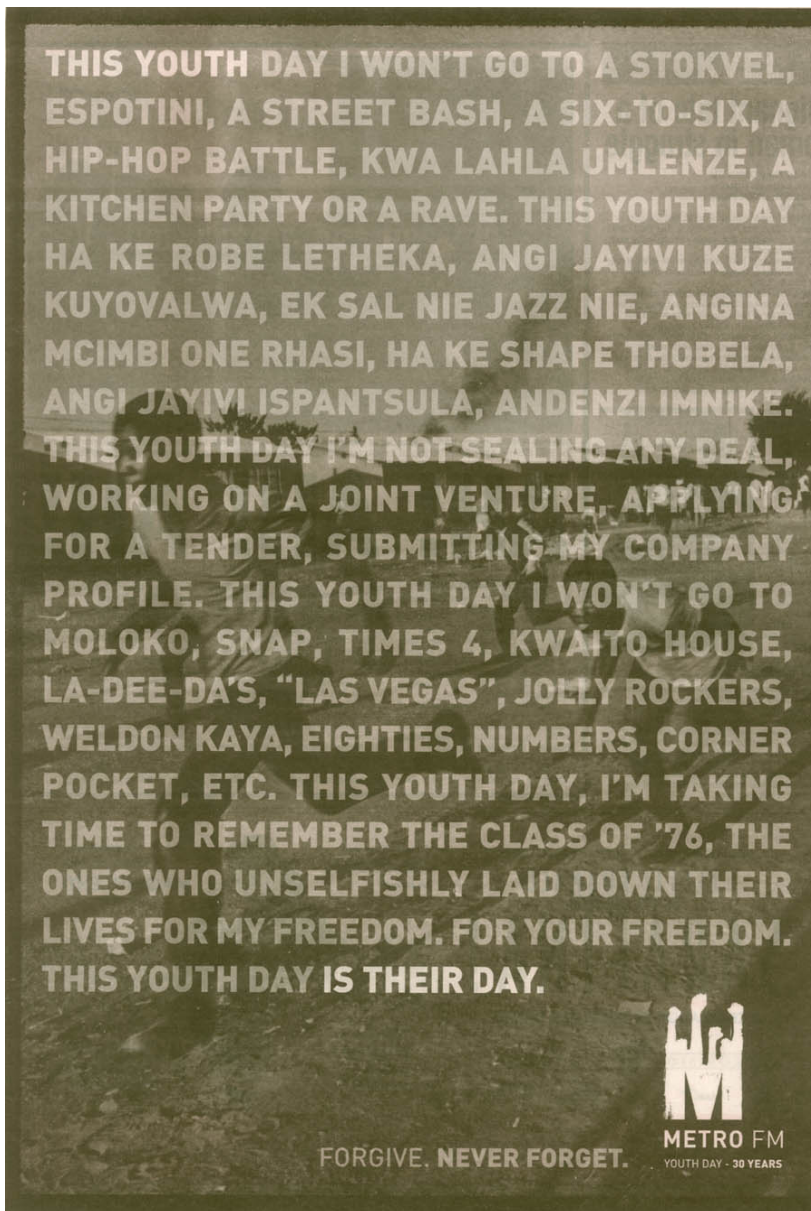 THIS YOUTH DAY I WON'T GO TO A STOKVEL,
ESPOTINI, A STREET BASH, A SIX-TO-SIX, A
HIP-HOP BATTLE, KWA LAHLA UMLENZE, A
KITCHEN PARTY OR A RAVE. THIS YOUTH DAY
HA KE ROBE LETHEKA, ANGI JAYIVI KUZE
KUYOVALWA, EK SAL NIE JAZZ NIE, ANGINA
MCIMBI ONE RHASI, HA KE SHAPE THOBELA,
ANGI JAYIVI ISPANTSULA, ANDENZI IMNIKE.
THIS YOUTH DAY I'M NOT SEALING ANY DEAL,
WORKING ON A JOINT VENTURE, APPLYING
FOR A TENDER, SUBMITTING MY COMPANY
PROFILE. THIS YOUTH DAY I WON'T GO TO
MOLOKO, SNAP, TIMES 4, KWAITO HOUSE,
LA-DEE-DA'S, "LAS VEGAS", JOLLY ROCKERS,
WELDON KAYA, EIGHTIES, NUMBERS, CORNER
POCKET, ETC. THIS YOUTH DAY, I'M TAKING
TIME TO REMEMBER THE CLASS OF '76, THE
ONES WHO UNSELFISHLY LAID DOWN THEIR
LIVES FOR MY FREEDOM. FOR YOUR FREEDOM.
THIS YOUTH DAY IS THEIR DAY.
M
METRO FM
YOUTH DAY - 30 YEARS
FORGIVE. NEVER FORGET.